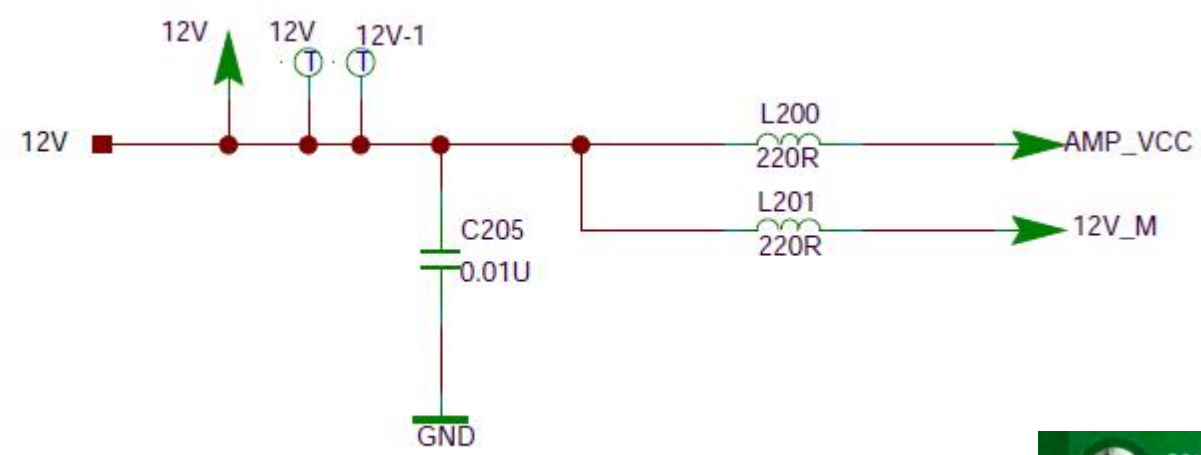 12V 12V 12V-1
T T
L200
12V AMP_VCC
220R
L201
C205 12V_M
220R
0.01U
GND